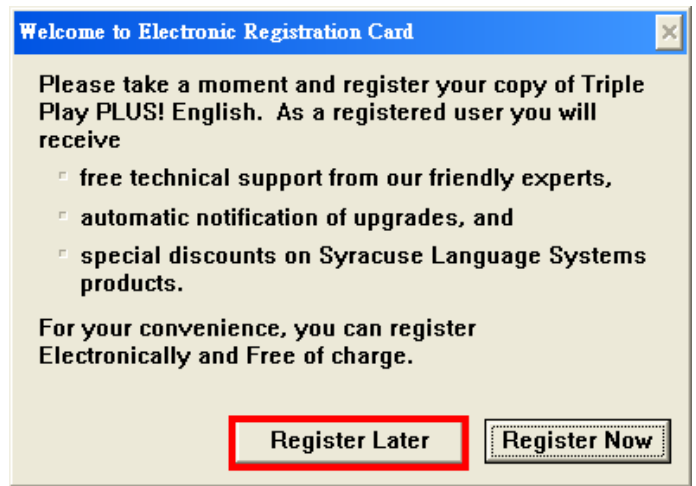 Welcome to Electronic Registration Card
Please take a moment and register your copy of Triple
Play PLUS! English.  As a registered user you will
receive
free technical support from our friendly experts,
automatic notification of upgrades, and
special discounts on Syracuse Language Systems
products.
For your convenience, you can register
Electronically and Free of charge.
Register Later
Register Now